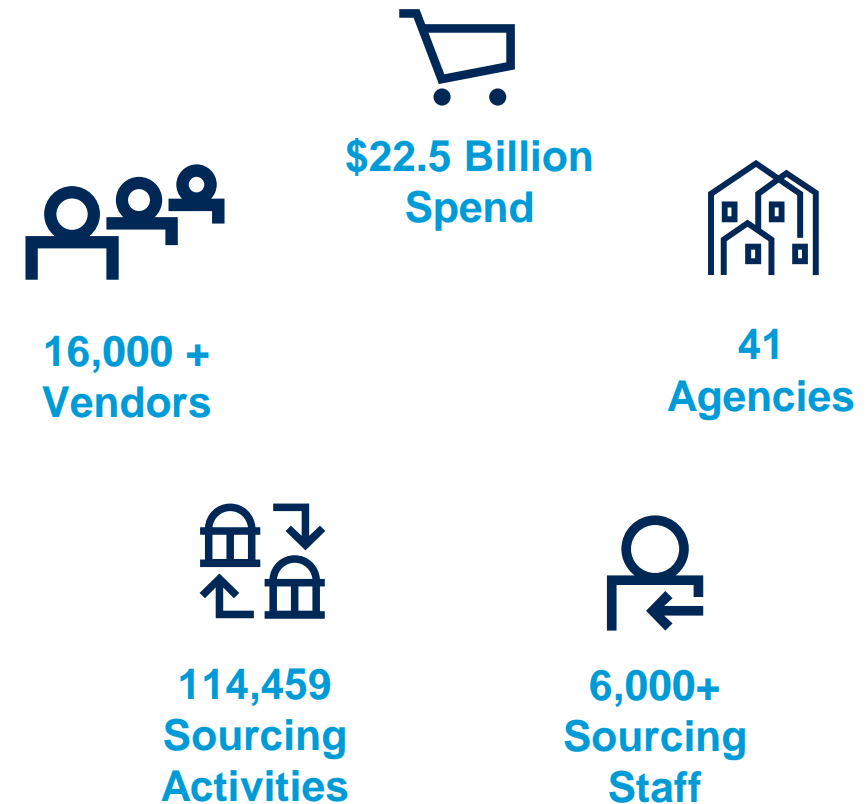 $22.5 Billion
Spend
16,000 +
Vendors
41
Agencies
114,459
Sourcing
Activities
6,000+
Sourcing
Staff